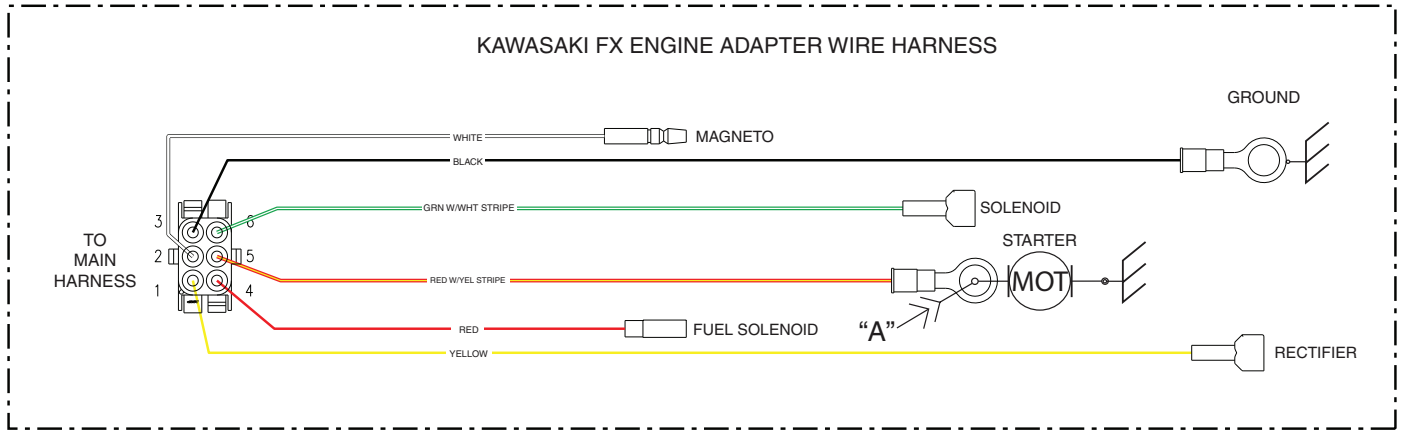 KAWASAKI FX ENGINE ADAPTER WIRE HARNESS
GROUND
WHITE
MAGNETO
BLACK
GRN W/WHT STRIPE
SOLENOID
3
6
TO
MAIN
HARNESS
2
5
STARTER
RED W/YEL STRIPE
MOT
1
4
"A"
RED
FUEL SOLENOID
YELLOW
RECTIFIER